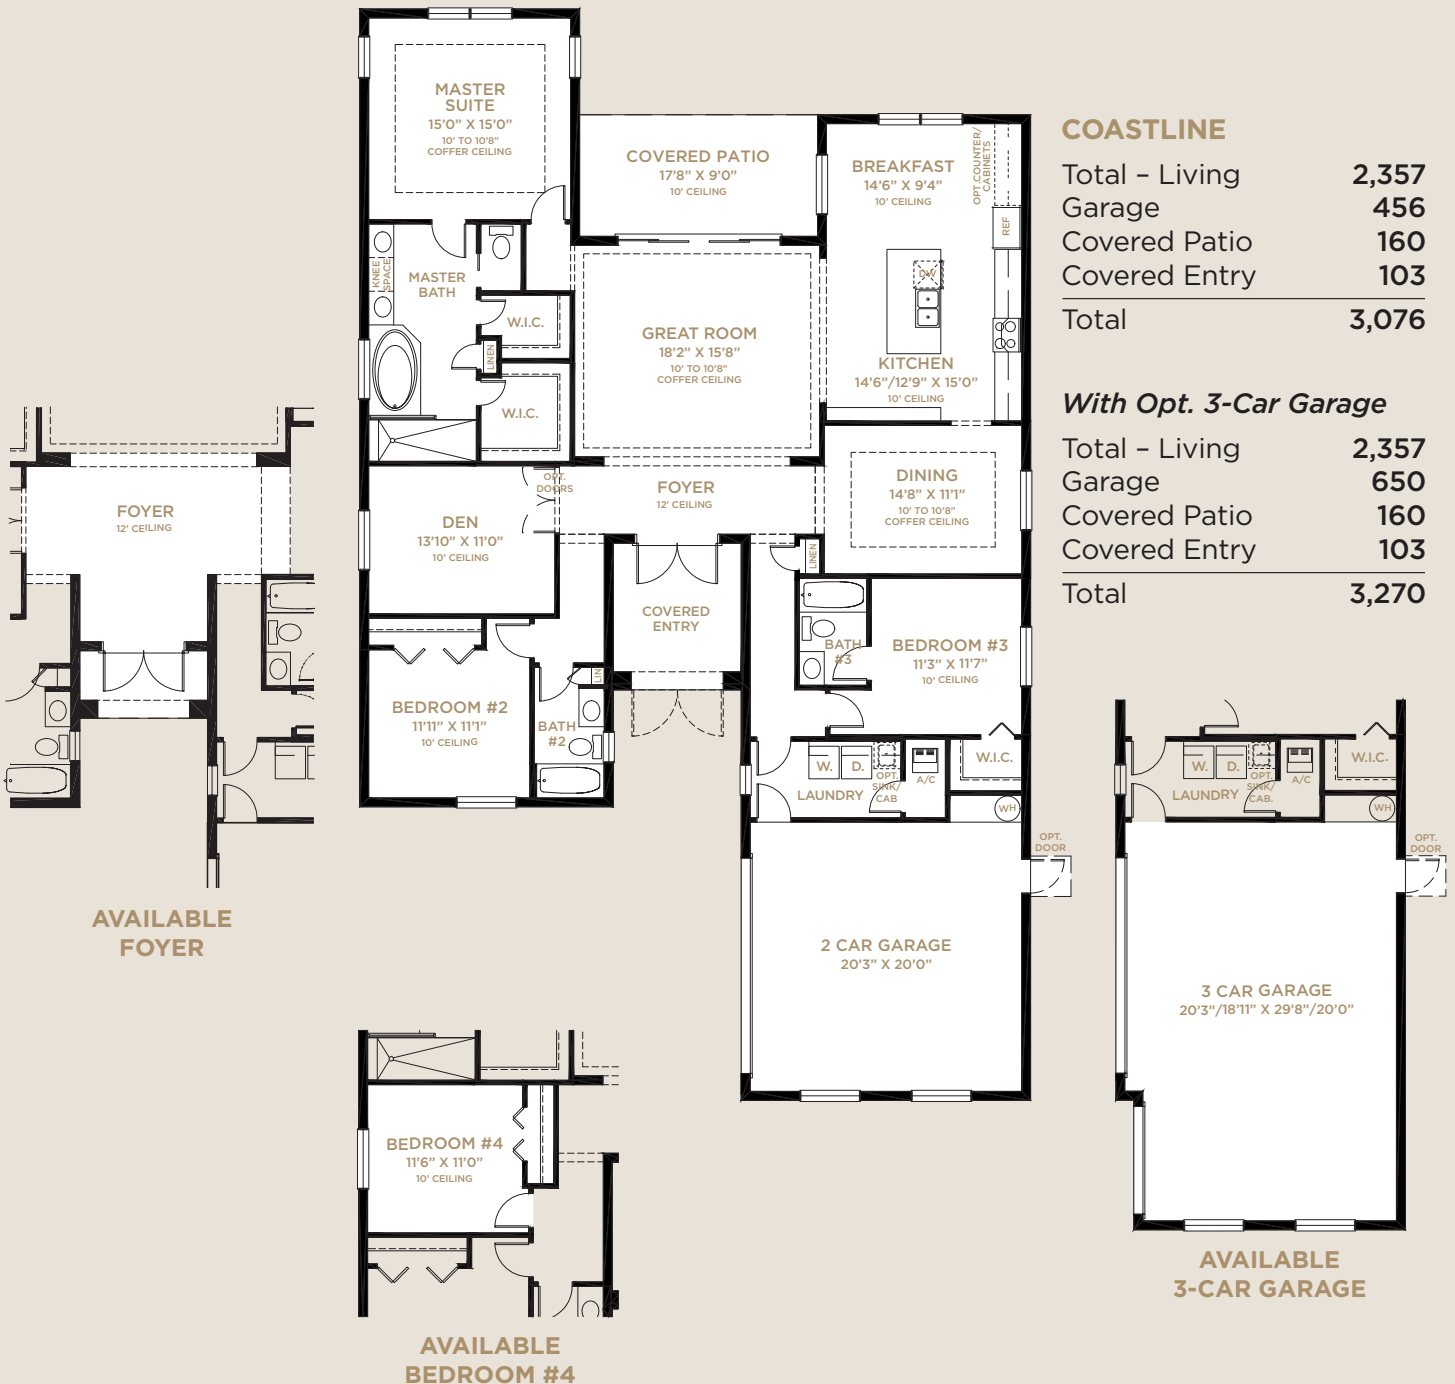 MASTER
SUITE
15'0" X 15'0"
10' TO 10'8"
COFFER CEILING
COVERED PATIO
17'8" X 9'0"
10' CEILING
BREAKFAST
14'6" X 9'4"
10' CEILING
OPT.COUNTER/
CABINETS
REF
DW
KNEE
SPACE
MASTER
BATH
W.I.C.
LINEN
W.I.C.
GREAT ROOM
18'2" X 15'8"
10' TO 10'8"
COFFER CEILING
KITCHEN
14'6"/12'9" X 15'0"
10' CEILING
OPT.
DOORS
DEN
13'10" X 11'0"
10' CEILING
FOYER
12' CEILING
DINING
14'8" X 11'1"
10' TO 10'8"
COFFER CEILING
LINEN
COVERED
ENTRY
BATH
#3
BEDROOM #3
11'3" X 11'7"
10' CEILING
BEDROOM #2
11'11" X 11'1"
10' CEILING
LIN
BATH
#2
W.
D.
OPT.
SINK/
CAB
LAUNDRY
A/C
W.I.C.
WH
OPT.
DOOR
2 CAR GARAGE
20'3" X 20'0"
COASTLINE
Total – Living 2,357
Garage 456
Covered Patio 160
Covered Entry 103
Total 3,076
With Opt. 3-Car Garage
Total – Living 2,357
Garage 650
Covered Patio 160
Covered Entry 103
Total 3,270
FOYER
12' CEILING
AVAILABLE
FOYER
BEDROOM #4
11'6" X 11'0"
10' CEILING
AVAILABLE
BEDROOM #4
W.
D.
OPT.
SINK/
CAB.
LAUNDRY
A/C
W.I.C.
WH
OPT.
DOOR
3 CAR GARAGE
20'3"/18'11" X 29'8"/20'0"
AVAILABLE
3-CAR GARAGE